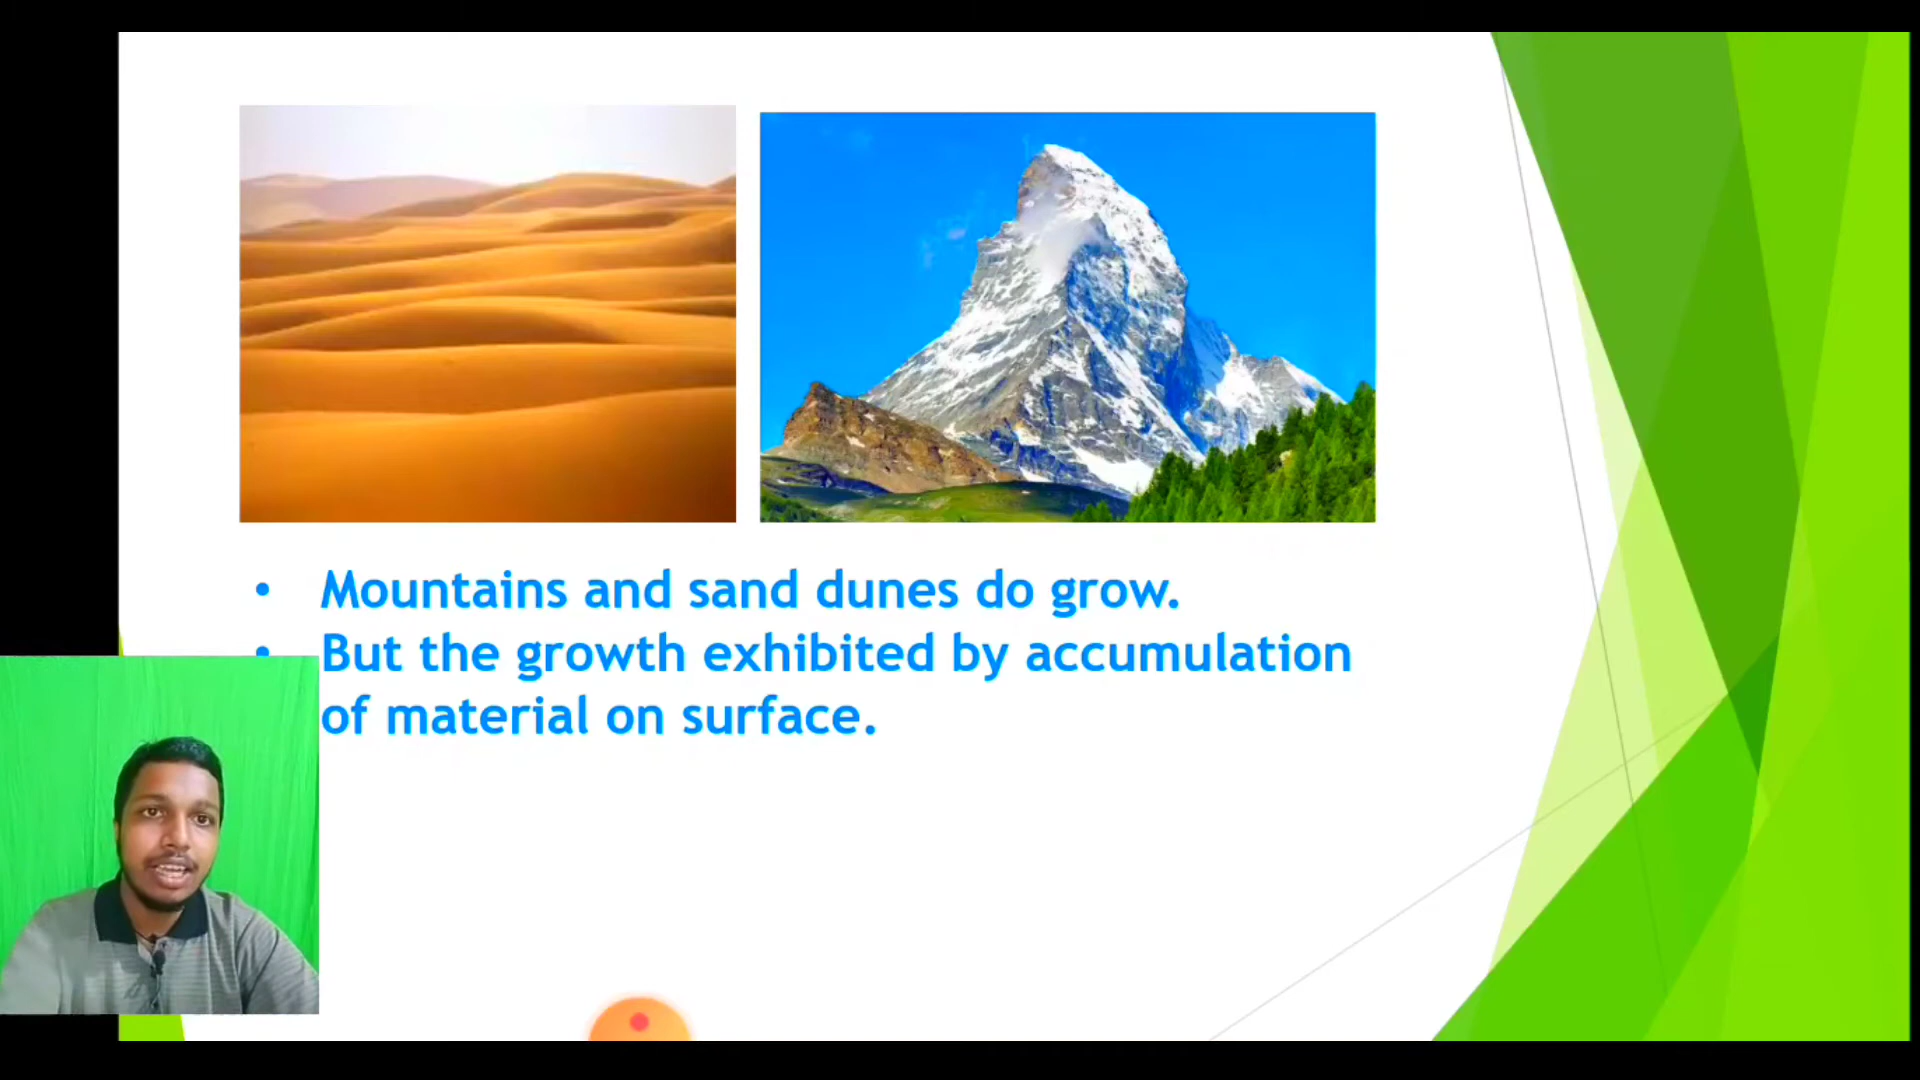 • Mountains and sand dunes do grow.
• But the growth exhibited by accumulation
of material on surface.